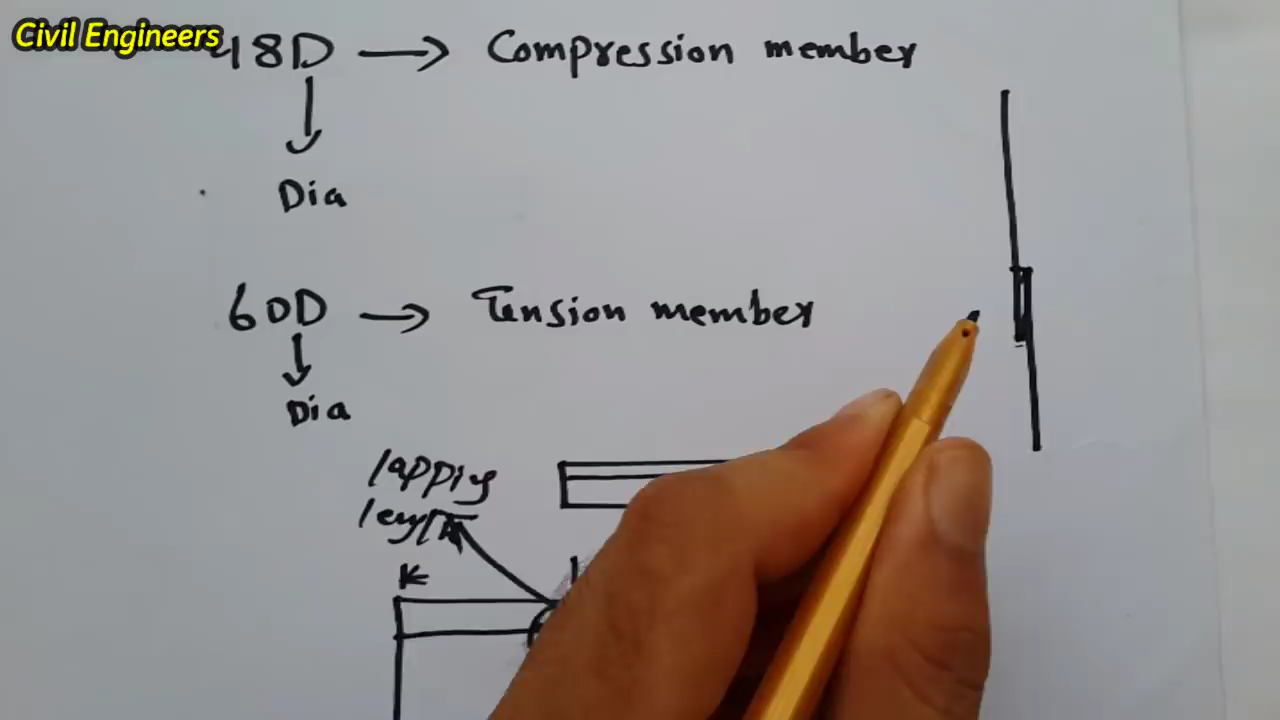 Civil Engineers
48D → Compression member
Dia
60D → Tension member
Dia
lapping
length